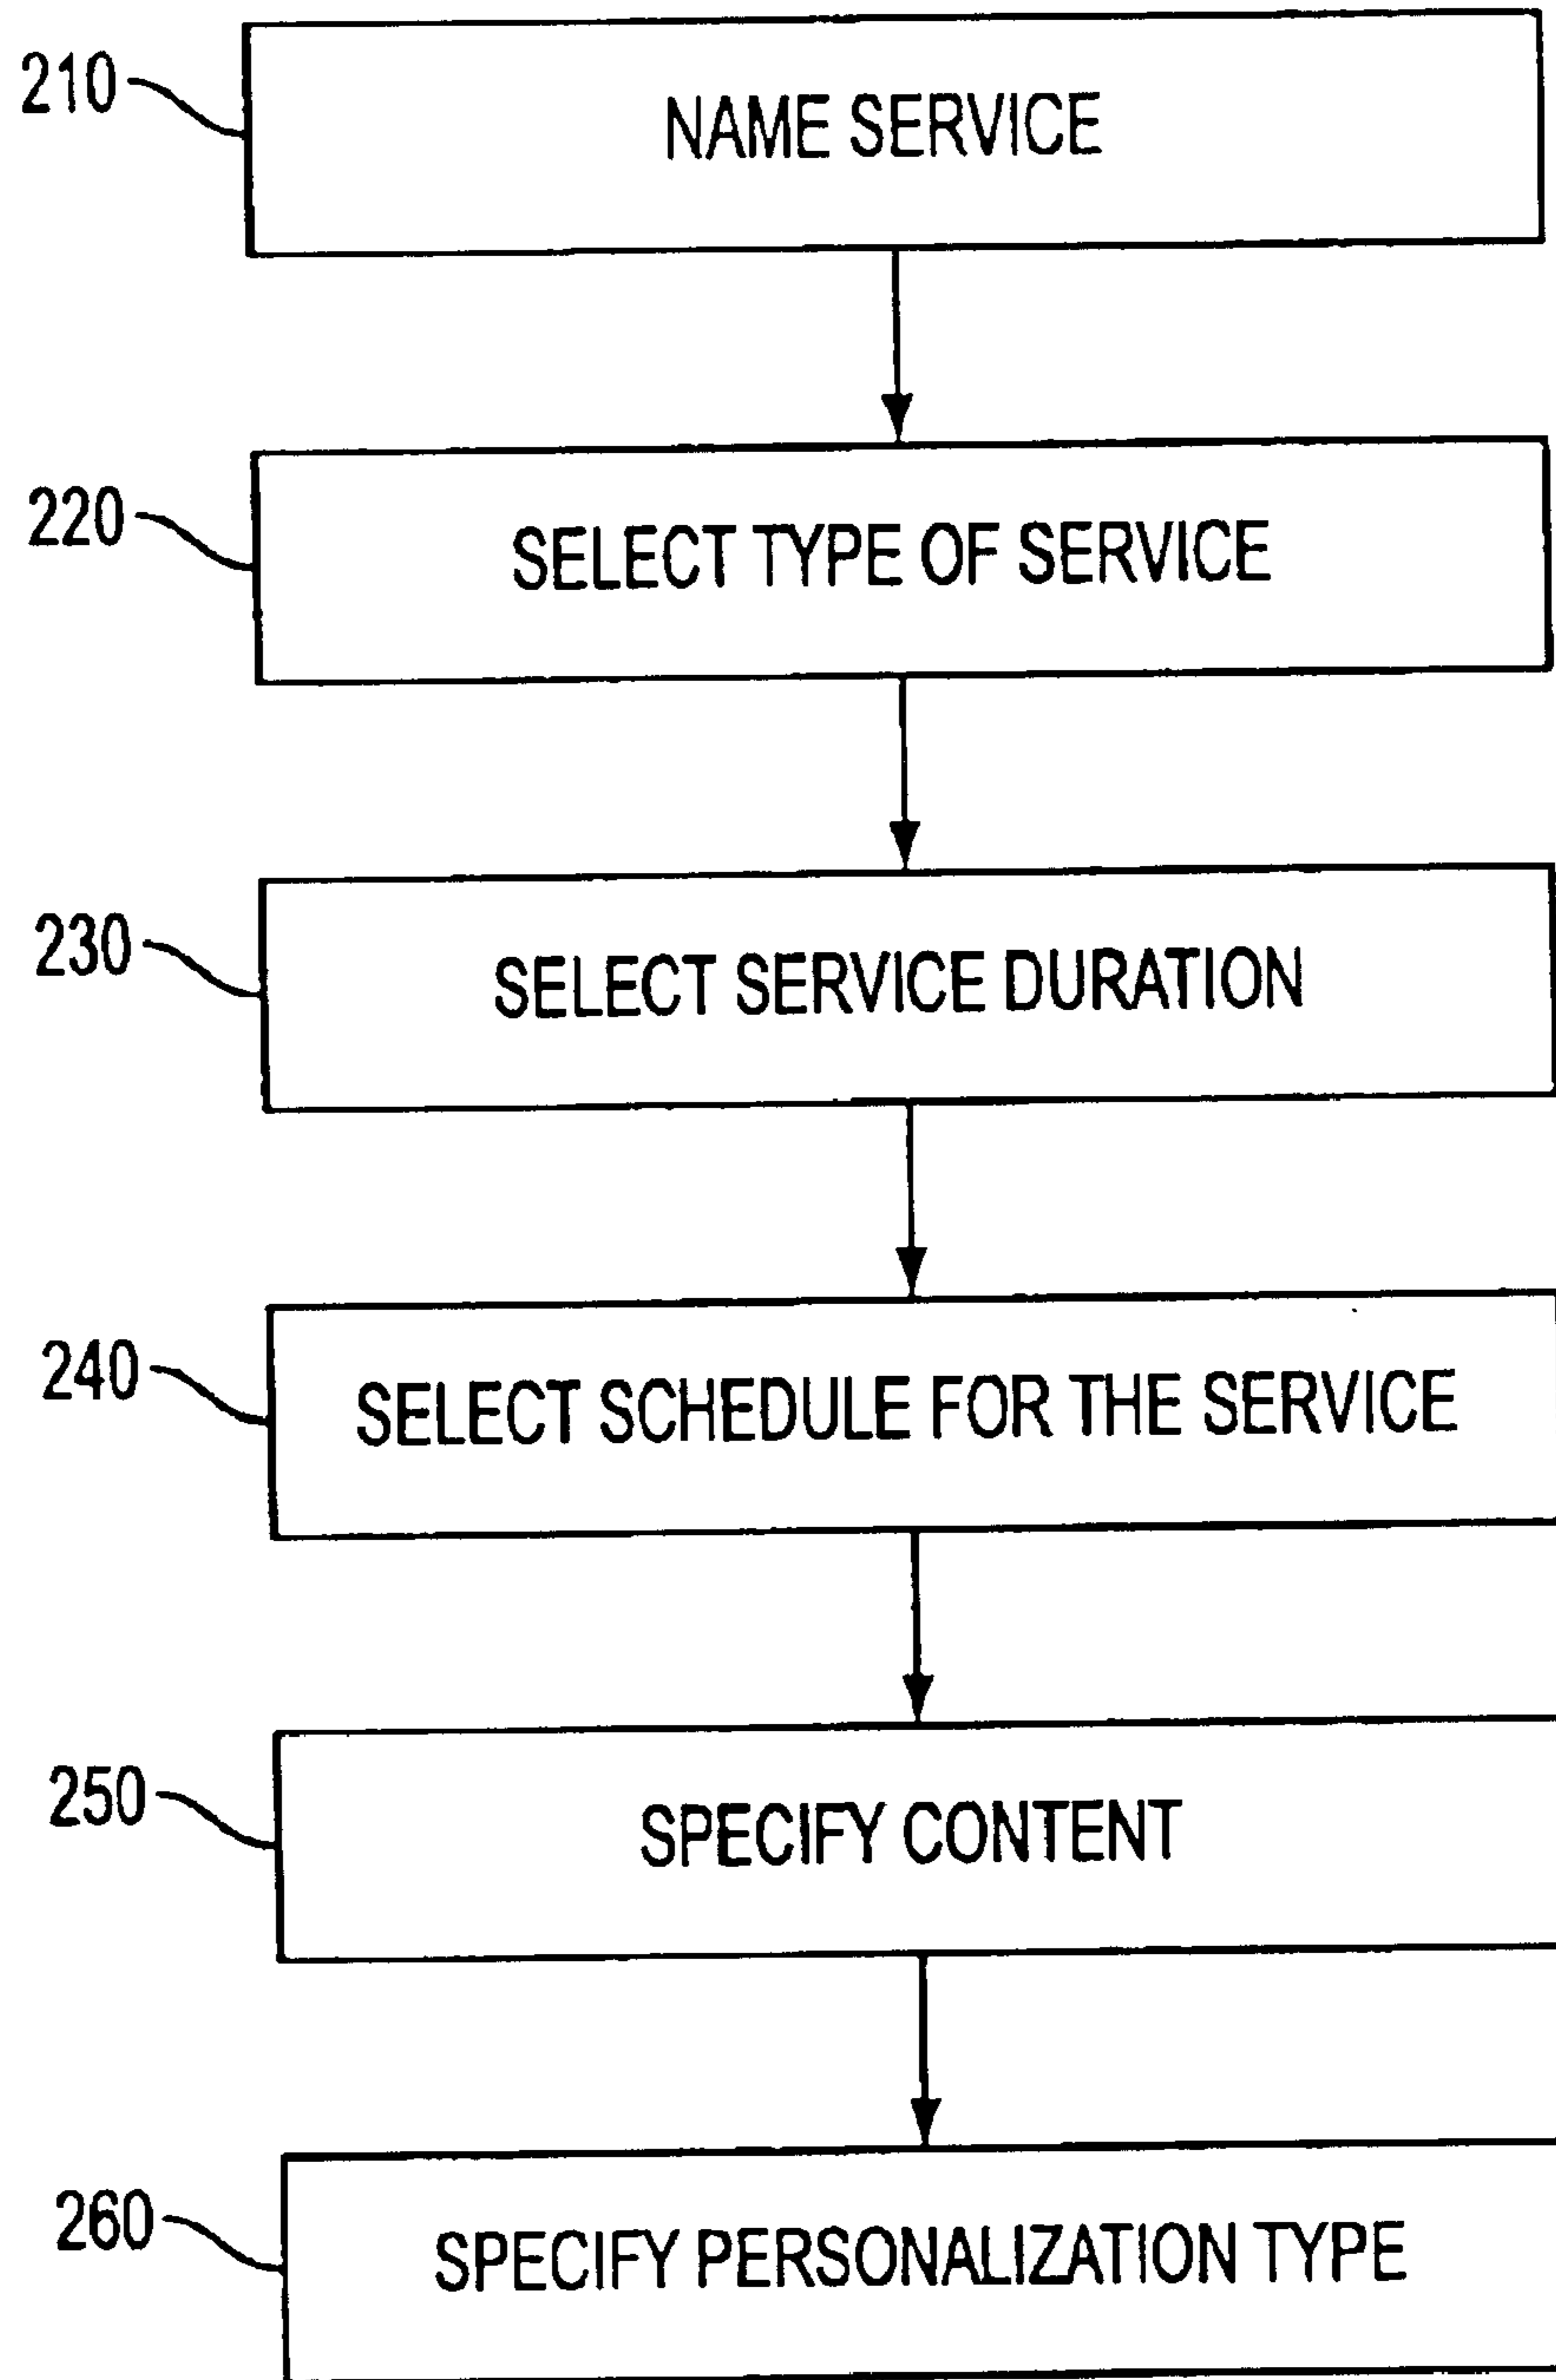 210
NAME SERVICE
220
SELECT TYPE OF SERVICE
230
SELECT SERVICE DURATION
240
SELECT SCHEDULE FOR THE SERVICE
250
SPECIFY CONTENT
260
SPECIFY PERSONALIZATION TYPE